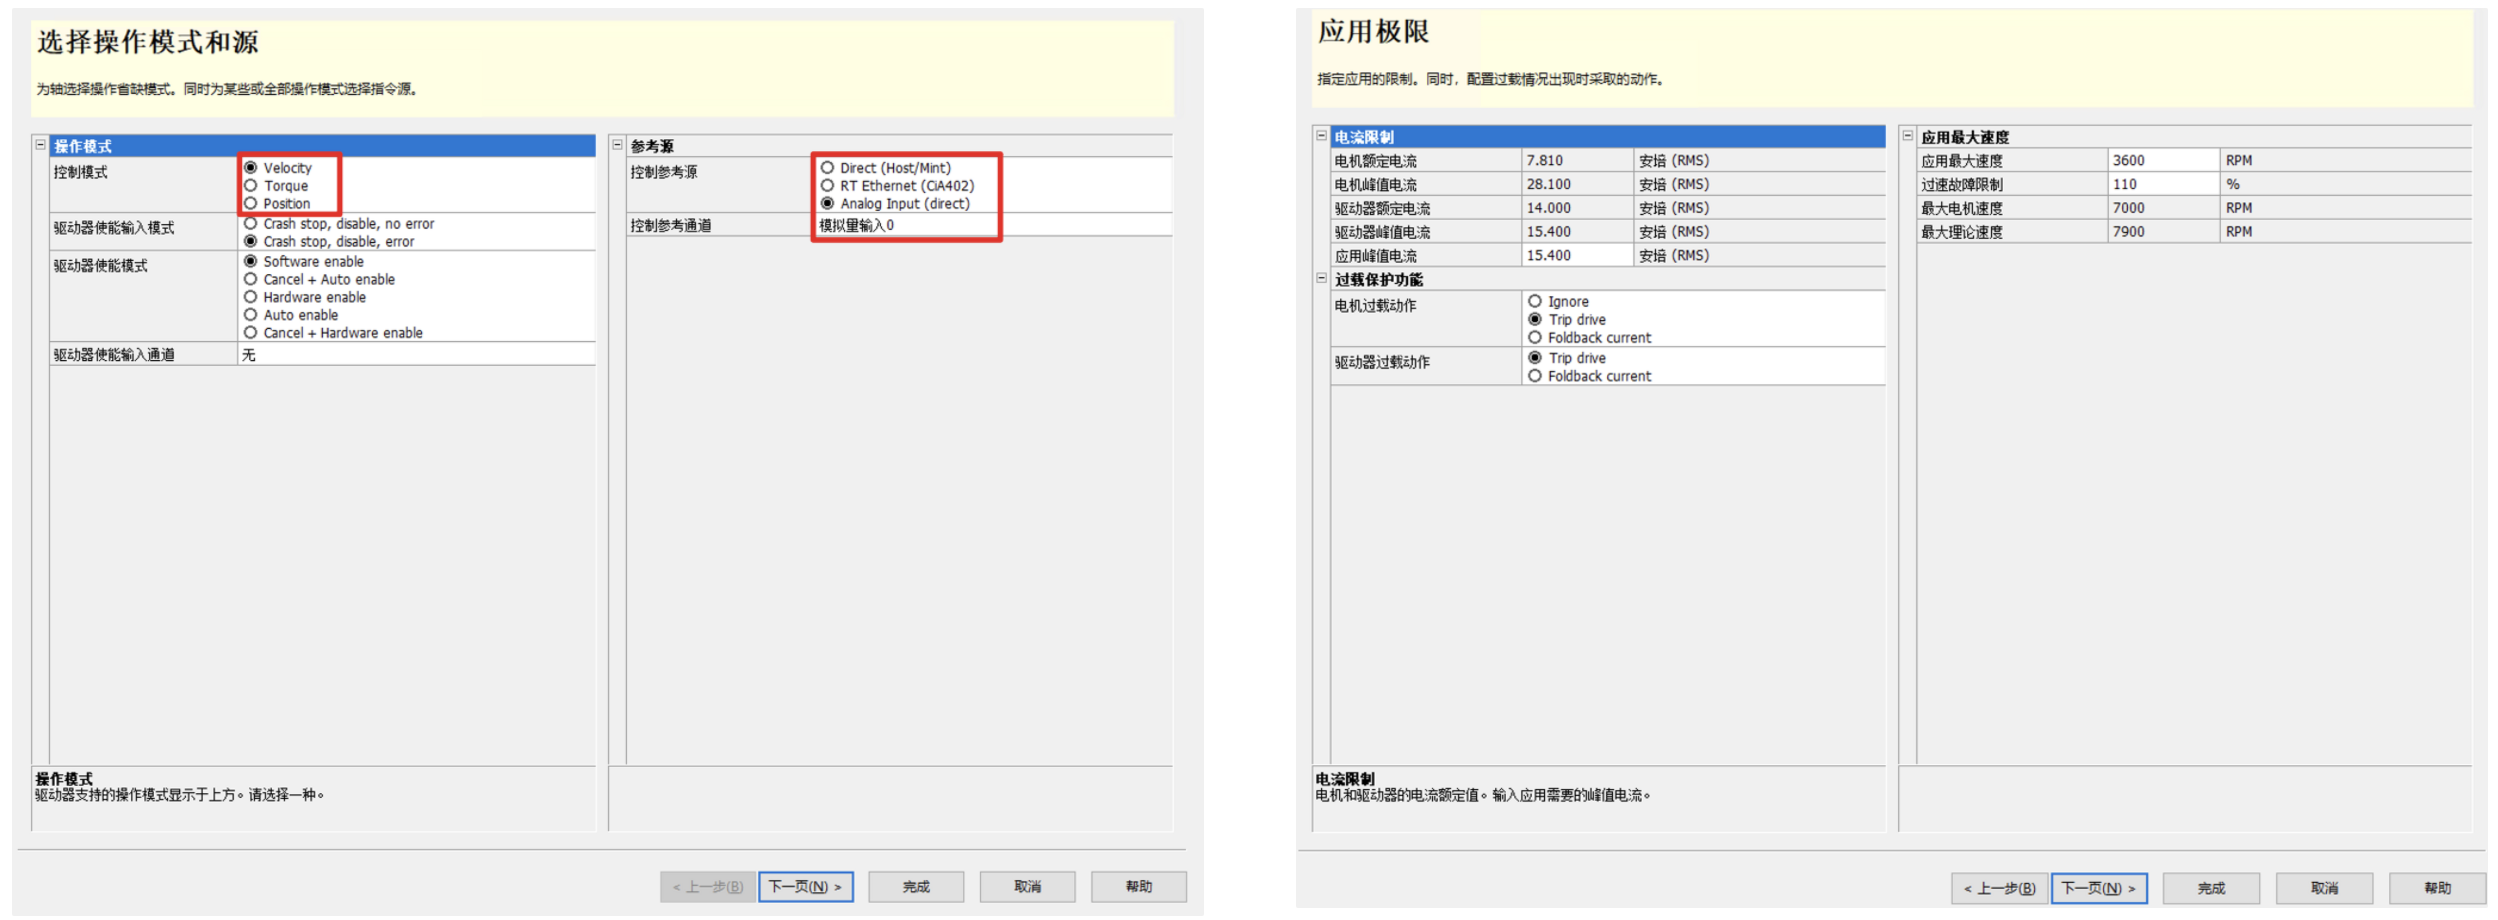 选择操作模式和源
为轴选择操作省缺模式。同时为某些或全部操作模式选择指令源。
操作模式
控制模式
Velocity
Torque
Position
驱动器使能输入模式
Crash stop, disable, no error
Crash stop, disable, error
驱动器使能模式
Software enable
Cancel + Auto enable
Hardware enable
Auto enable
Cancel + Hardware enable
驱动器使能输入通道 无
参考源
控制参考源
Direct (Host/Mint)
RT Ethernet (CiA402)
Analog Input (direct)
控制参考通道 模拟里输入0
操作模式
驱动器支持的操作模式显示于上方。请选择一种。
< 上一步(B) 下一页(N) > 完成 取消 帮助
应用极限
指定应用的限制。同时，配置过载情况出现时采取的动作。
电流限制
电机额定电流 7.810 安培 (RMS)
电机峰值电流 28.100 安培 (RMS)
驱动器额定电流 14.000 安培 (RMS)
驱动器峰值电流 15.400 安培 (RMS)
应用峰值电流 15.400 安培 (RMS)
过载保护功能
电机过载动作
Ignore
Trip drive
Foldback current
驱动器过载动作
Trip drive
Foldback current
应用最大速度
应用最大速度 3600 RPM
过速故障限制 110 %
最大电机速度 7000 RPM
最大理论速度 7900 RPM
电流限制
电机和驱动器的电流额定值。输入应用需要的峰值电流。
< 上一步(B) 下一页(N) > 完成 取消 帮助